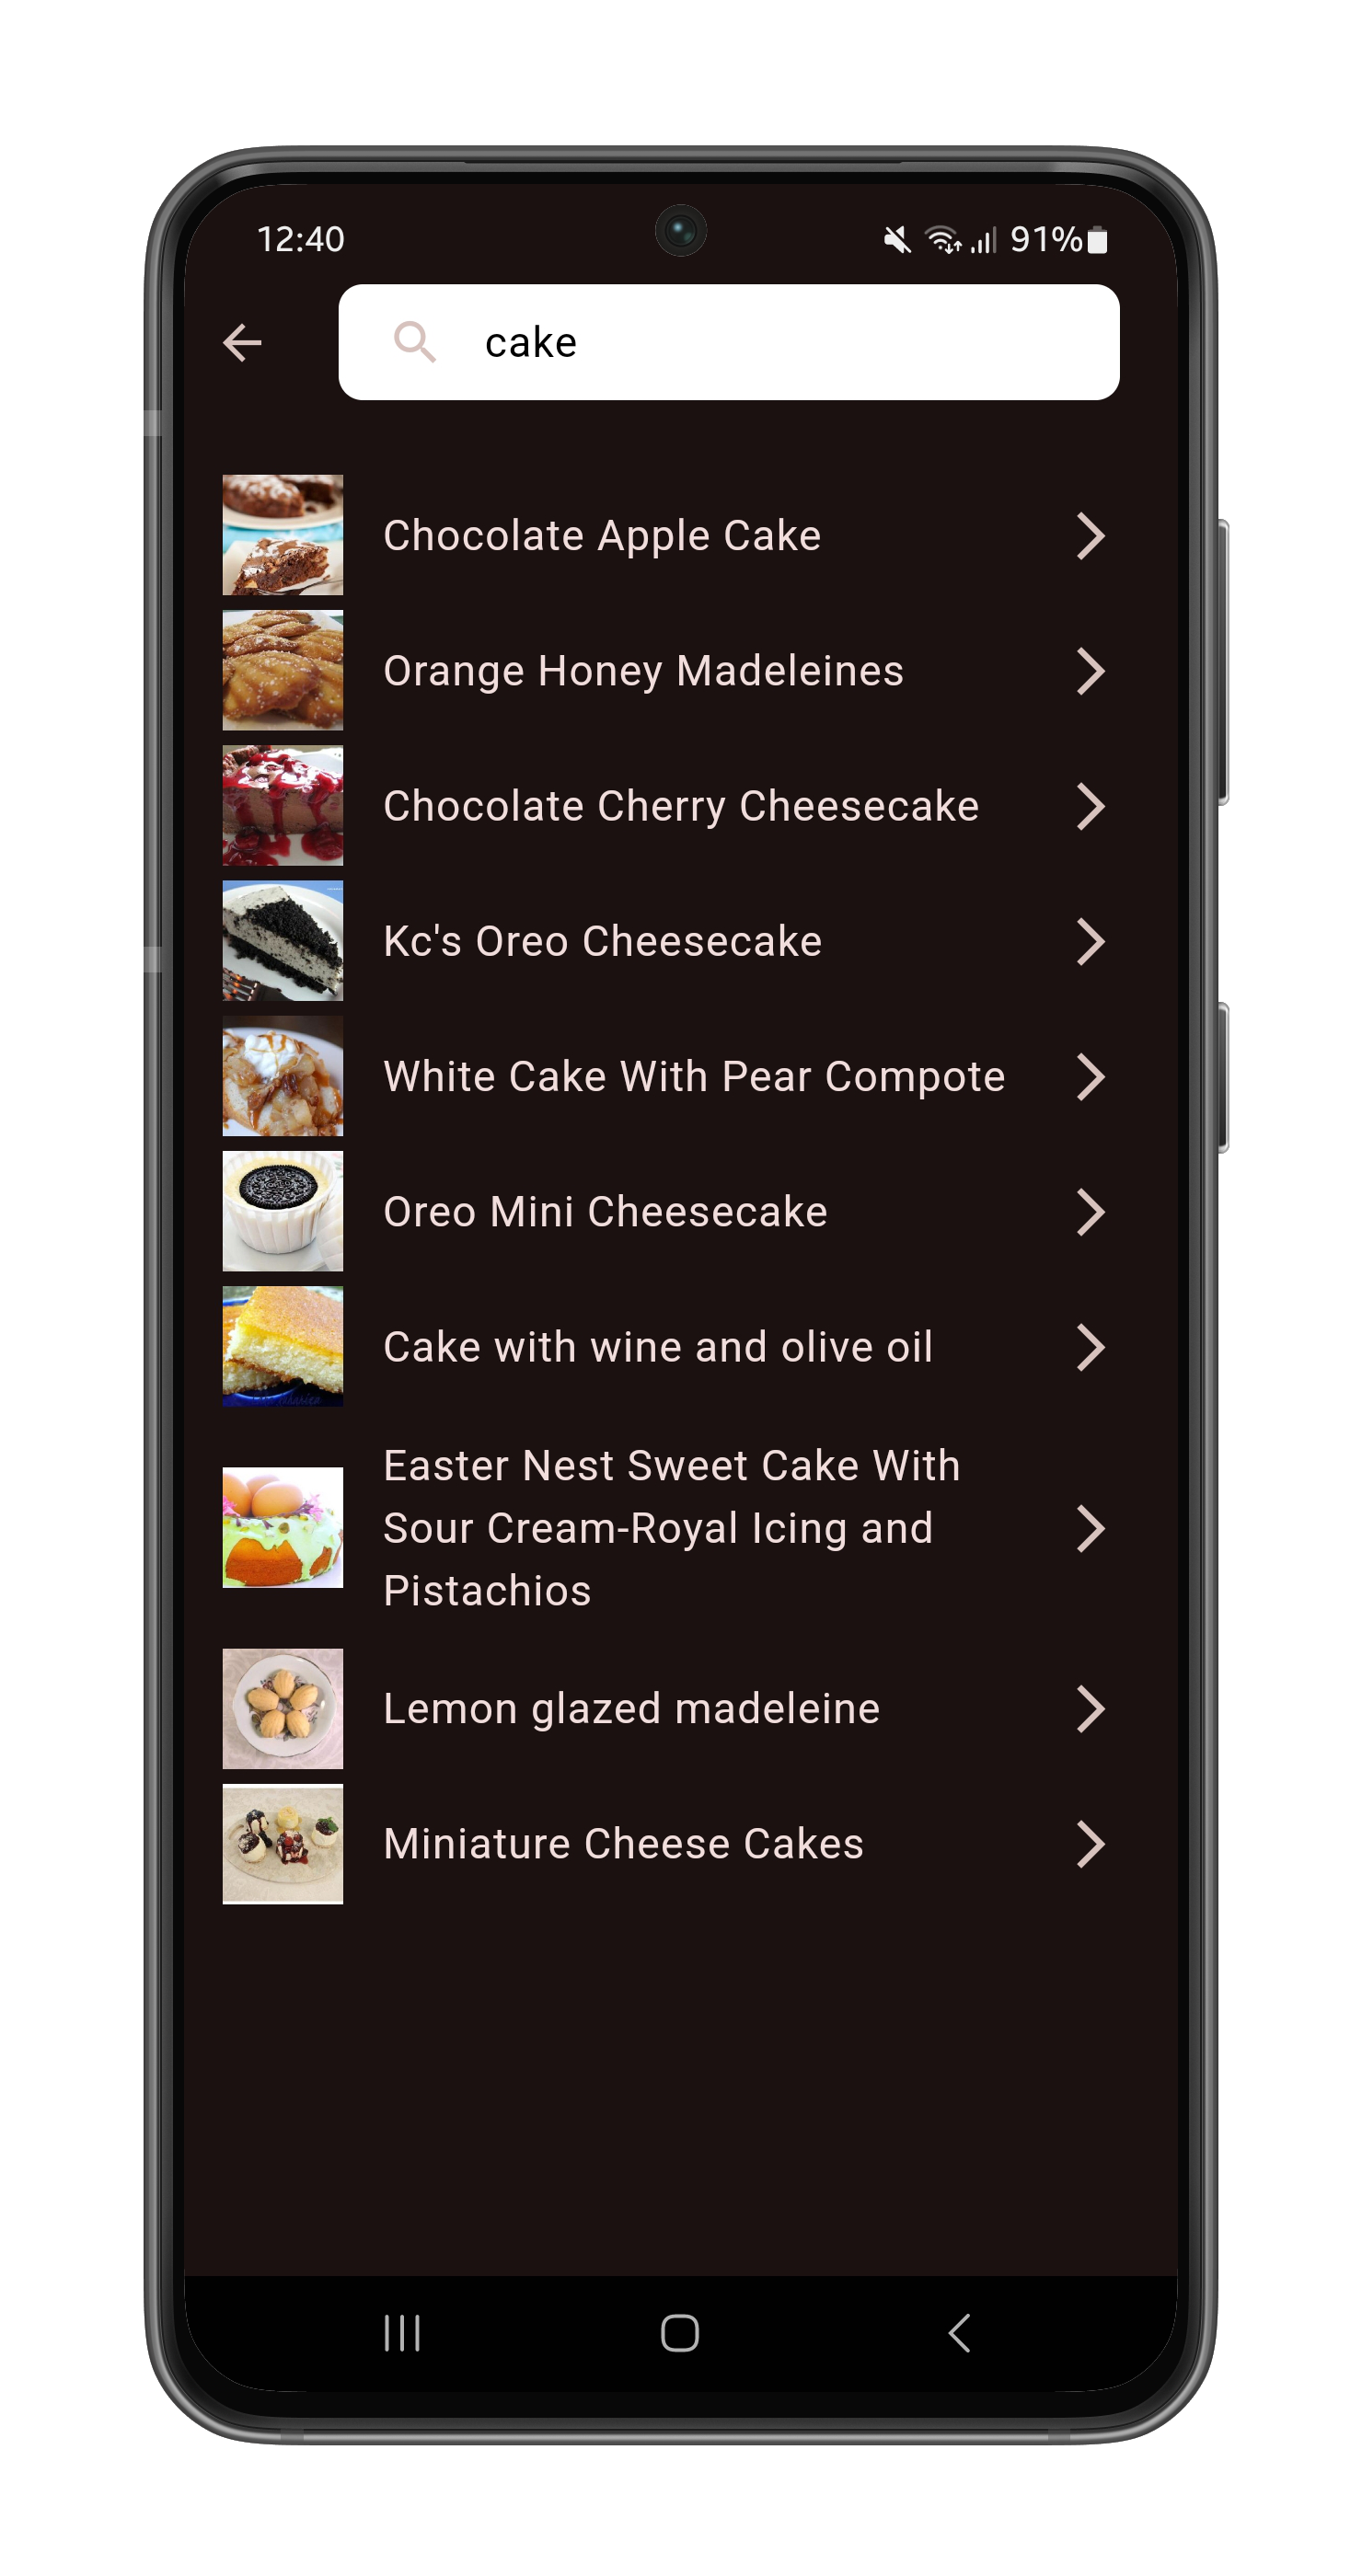 12:40 91%
cake
Chocolate Apple Cake
Orange Honey Madeleines
Chocolate Cherry Cheesecake
Kc's Oreo Cheesecake
White Cake With Pear Compote
Oreo Mini Cheesecake
Cake with wine and olive oil
Easter Nest Sweet Cake With
Sour Cream-Royal Icing and
Pistachios
Lemon glazed madeleine
Miniature Cheese Cakes